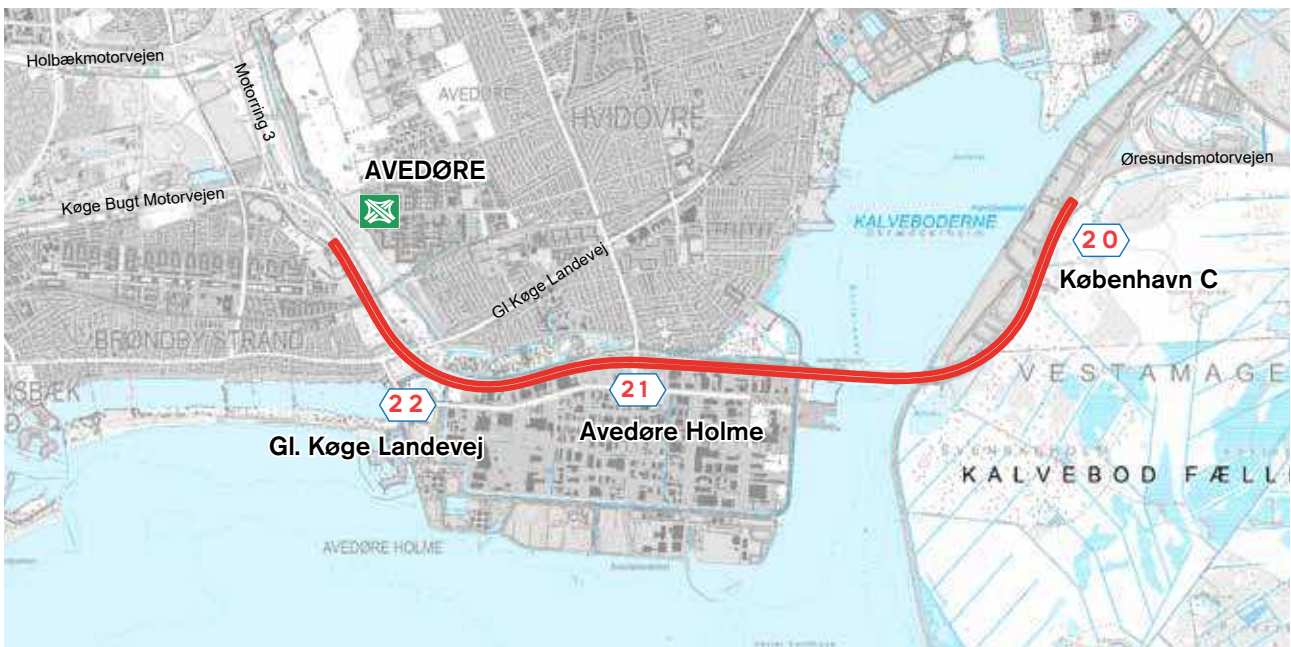 Holbækmotorvejen
Motorring 3
AVEDØRE
HVIDOVRE
AVEDØRE
Øresundsmotorvejen
Køge Bugt Motorvejen
KALVEBODERNE
20
København C
Gl Køge Landevej
BRØNDBY STRAND
VESTAMAGE
22
21
Gl. Køge Landevej
Avedøre Holme
KALVEBOD FÆLL
AVEDØRE HOLME